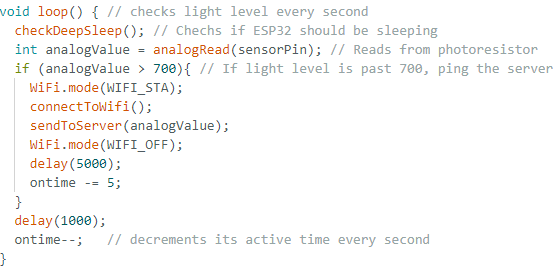 void loop() { // checks light level every second
  checkDeepSleep(); // Chechs if ESP32 should be sleeping
  int analogValue = analogRead(sensorPin); // Reads from photoresistor
  if (analogValue > 700){ // If light level is past 700, ping the server
    WiFi.mode(WIFI_STA);
    connectToWifi();
    sendToServer(analogValue);
    WiFi.mode(WIFI_OFF);
    delay(5000);
    ontime -= 5;
  }
  delay(1000);
  ontime--;   // decrements its active time every second
}